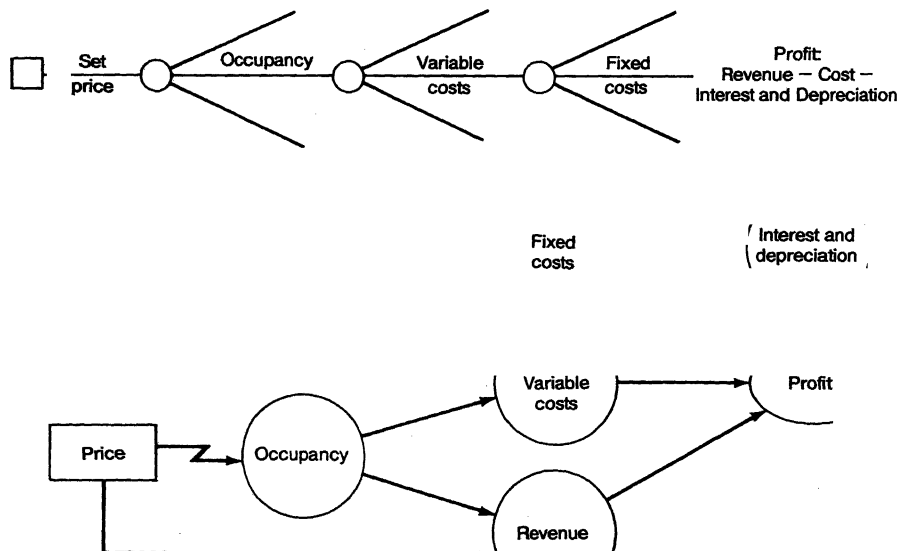 Set
price
Occupancy
Variable
costs
Fixed
costs
Profit:
Revenue — Cost —
Interest and Depreciation
Fixed
costs
Interest and
depreciation
Variable
costs
Profit
Price
Occupancy
Revenue